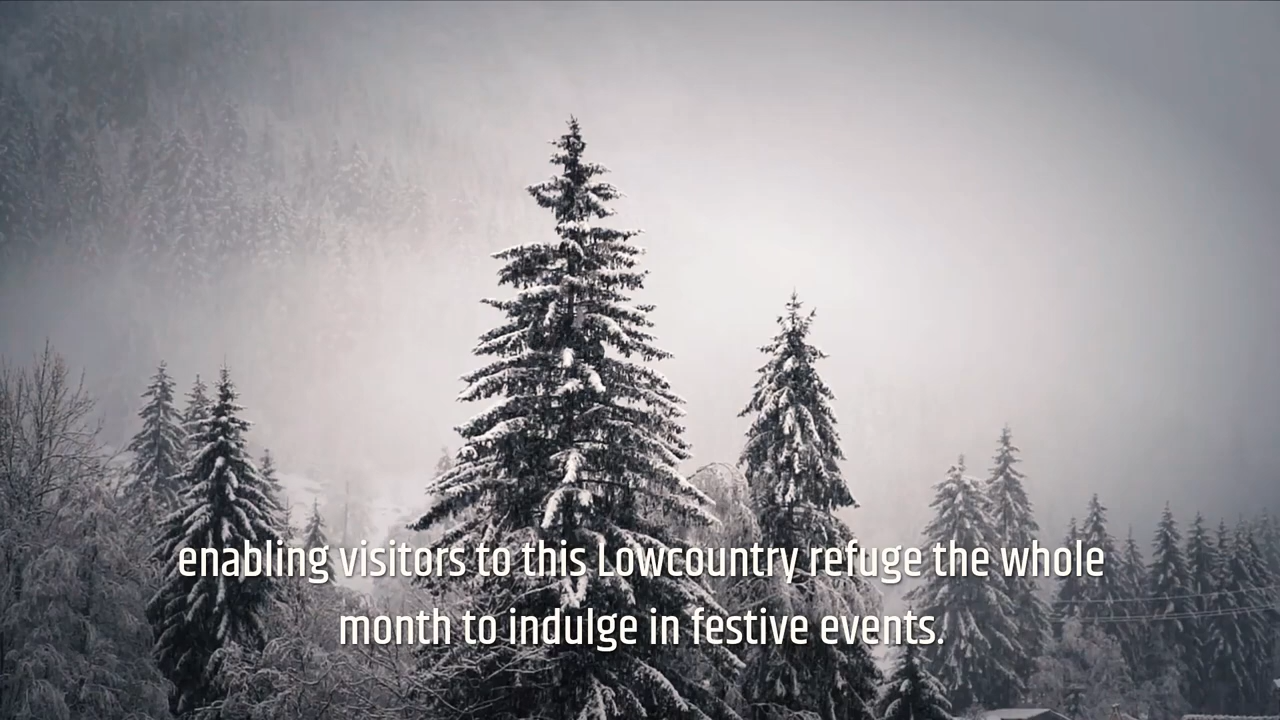 enabling visitors to this Lowcountry refuge the whole
month to indulge in festive events.